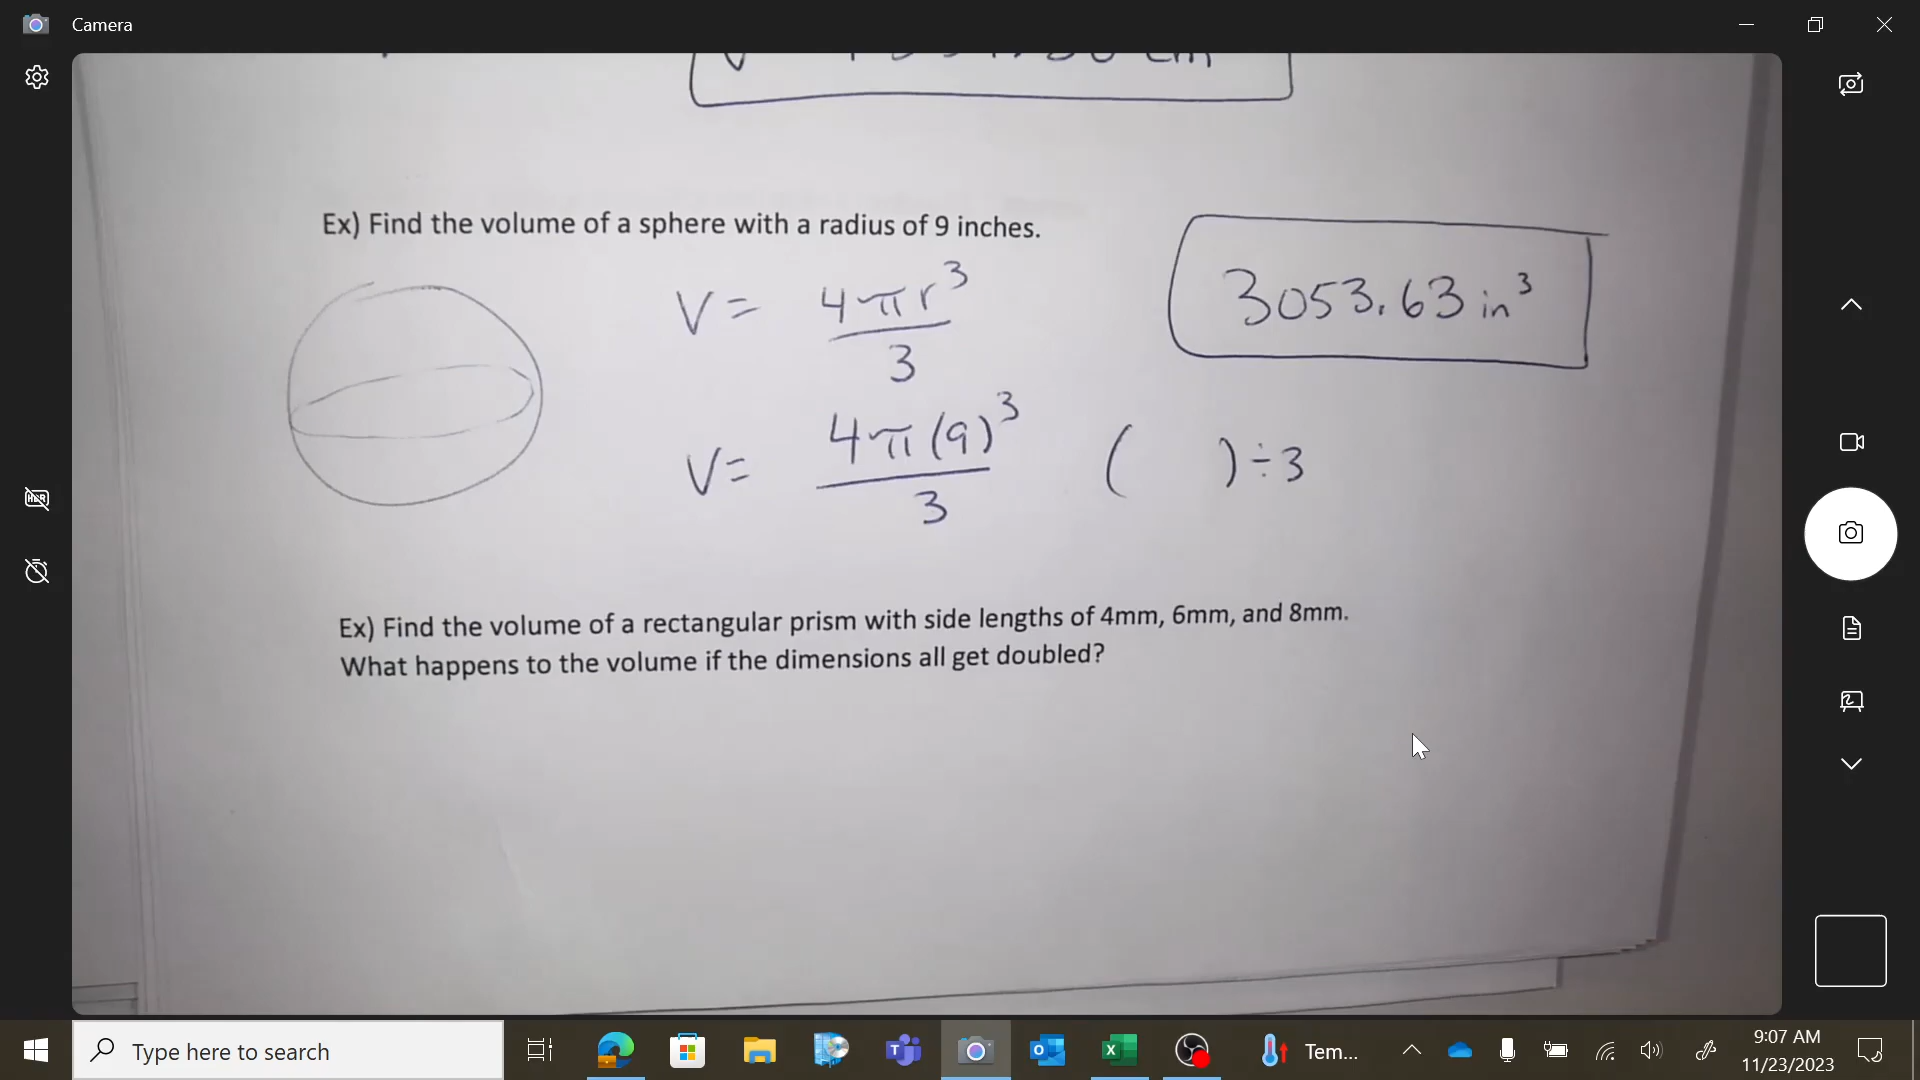 Camera
Ex) Find the volume of a sphere with a radius of 9 inches.
V = 4πr³
3
3053.63 in³
V = 4π(9)³
3
( ) ÷ 3
Ex) Find the volume of a rectangular prism with side lengths of 4mm, 6mm, and 8mm.
What happens to the volume if the dimensions all get doubled?
Type here to search
Tem...
9:07 AM
11/23/2023